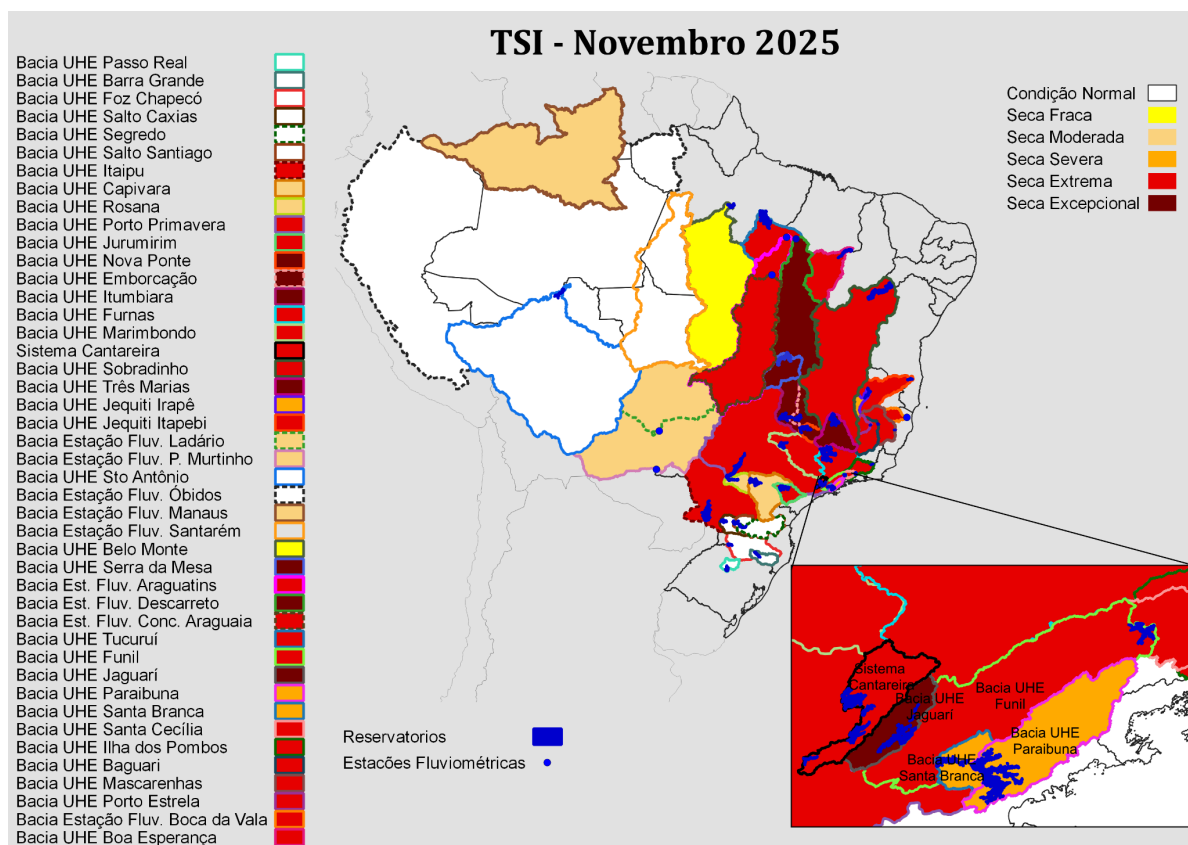 TSI - Novembro 2025
Bacia UHE Passo Real
Bacia UHE Barra Grande
Bacia UHE Foz Chapecó
Bacia UHE Salto Caxias
Bacia UHE Segredo
Bacia UHE Salto Santiago
Bacia UHE Itaipu
Bacia UHE Capivara
Bacia UHE Rosana
Bacia UHE Porto Primavera
Bacia UHE Jurumirim
Bacia UHE Nova Ponte
Bacia UHE Emborcação
Bacia UHE Itumbiara
Bacia UHE Furnas
Bacia UHE Marimbondo
Sistema Cantareira
Bacia UHE Sobradinho
Bacia UHE Três Marias
Bacia UHE Jequiti Irapê
Bacia UHE Jequiti Itapebi
Bacia Estação Fluv. Ladário
Bacia Estação Fluv. P. Murtinho
Bacia UHE Sto Antônio
Bacia Estação Fluv. Óbidos
Bacia Estação Fluv. Manaus
Bacia Estação Fluv. Santarém
Bacia UHE Belo Monte
Bacia UHE Serra da Mesa
Bacia Est. Fluv. Araguatins
Bacia Est. Fluv. Descarreto
Bacia Est. Fluv. Conc. Araguaia
Bacia UHE Tucuruí
Bacia UHE Funil
Bacia UHE Jaguarí
Bacia UHE Paraibuna
Bacia UHE Santa Branca
Bacia UHE Santa Cecília
Bacia UHE Ilha dos Pombos
Bacia UHE Baguari
Bacia UHE Mascarenhas
Bacia UHE Porto Estrela
Bacia Estação Fluv. Boca da Vala
Bacia UHE Boa Esperança
Condição Normal
Seca Fraca
Seca Moderada
Seca Severa
Seca Extrema
Seca Excepcional
Reservatorios
Estacões Fluviométricas
Sistema
Cantareira
Bacia UHE
Jaguarí
Bacia UHE
Funil
Bacia UHE
Paraibuna
Bacia UHE
Santa Branca